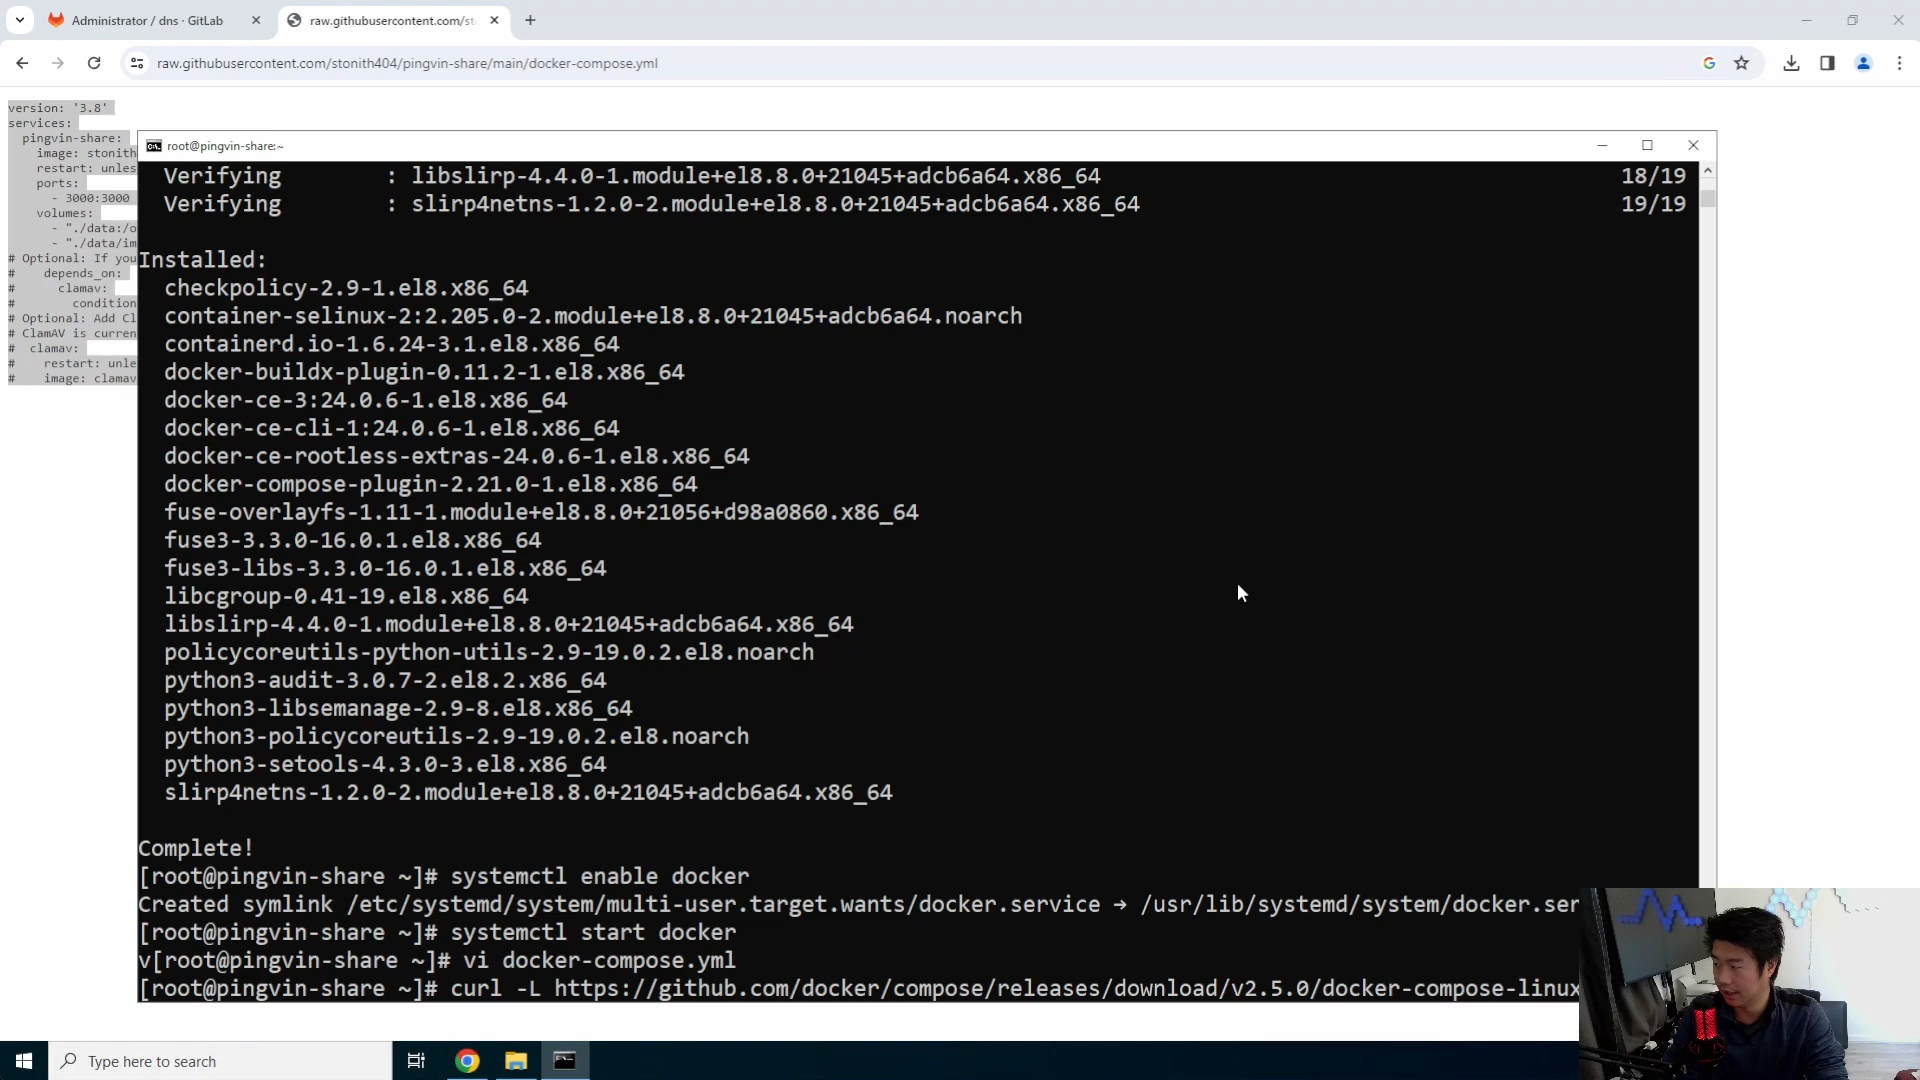 Administrator / dns · GitLab
raw.githubusercontent.com/st
raw.githubusercontent.com/stonith404/pingvin-share/main/docker-compose.yml
version: '3.8'
services:
pingvin-share:
image: stonith
restart: unles
ports:
- 3000:3000
volumes:
- "./data:/o
- "./data/im
# Optional: If you
# depends_on:
# clamav:
# condition
# Optional: Add Cl
# ClamAV is curren
# clamav:
# restart: unle
# image: clamav
root@pingvin-share:~
Verifying : libslirp-4.4.0-1.module+el8.8.0+21045+adcb6a64.x86_64 18/19
Verifying : slirp4netns-1.2.0-2.module+el8.8.0+21045+adcb6a64.x86_64 19/19
Installed:
checkpolicy-2.9-1.el8.x86_64
container-selinux-2:2.205.0-2.module+el8.8.0+21045+adcb6a64.noarch
containerd.io-1.6.24-3.1.el8.x86_64
docker-buildx-plugin-0.11.2-1.el8.x86_64
docker-ce-3:24.0.6-1.el8.x86_64
docker-ce-cli-1:24.0.6-1.el8.x86_64
docker-ce-rootless-extras-24.0.6-1.el8.x86_64
docker-compose-plugin-2.21.0-1.el8.x86_64
fuse-overlayfs-1.11-1.module+el8.8.0+21056+d98a0860.x86_64
fuse3-3.3.0-16.0.1.el8.x86_64
fuse3-libs-3.3.0-16.0.1.el8.x86_64
libcgroup-0.41-19.el8.x86_64
libslirp-4.4.0-1.module+el8.8.0+21045+adcb6a64.x86_64
policycoreutils-python-utils-2.9-19.0.2.el8.noarch
python3-audit-3.0.7-2.el8.2.x86_64
python3-libsemanage-2.9-8.el8.x86_64
python3-policycoreutils-2.9-19.0.2.el8.noarch
python3-setools-4.3.0-3.el8.x86_64
slirp4netns-1.2.0-2.module+el8.8.0+21045+adcb6a64.x86_64
Complete!
[root@pingvin-share ~]# systemctl enable docker
Created symlink /etc/systemd/system/multi-user.target.wants/docker.service → /usr/lib/systemd/system/docker.ser
[root@pingvin-share ~]# systemctl start docker
v[root@pingvin-share ~]# vi docker-compose.yml
[root@pingvin-share ~]# curl -L https://github.com/docker/compose/releases/download/v2.5.0/docker-compose-linux
Type here to search